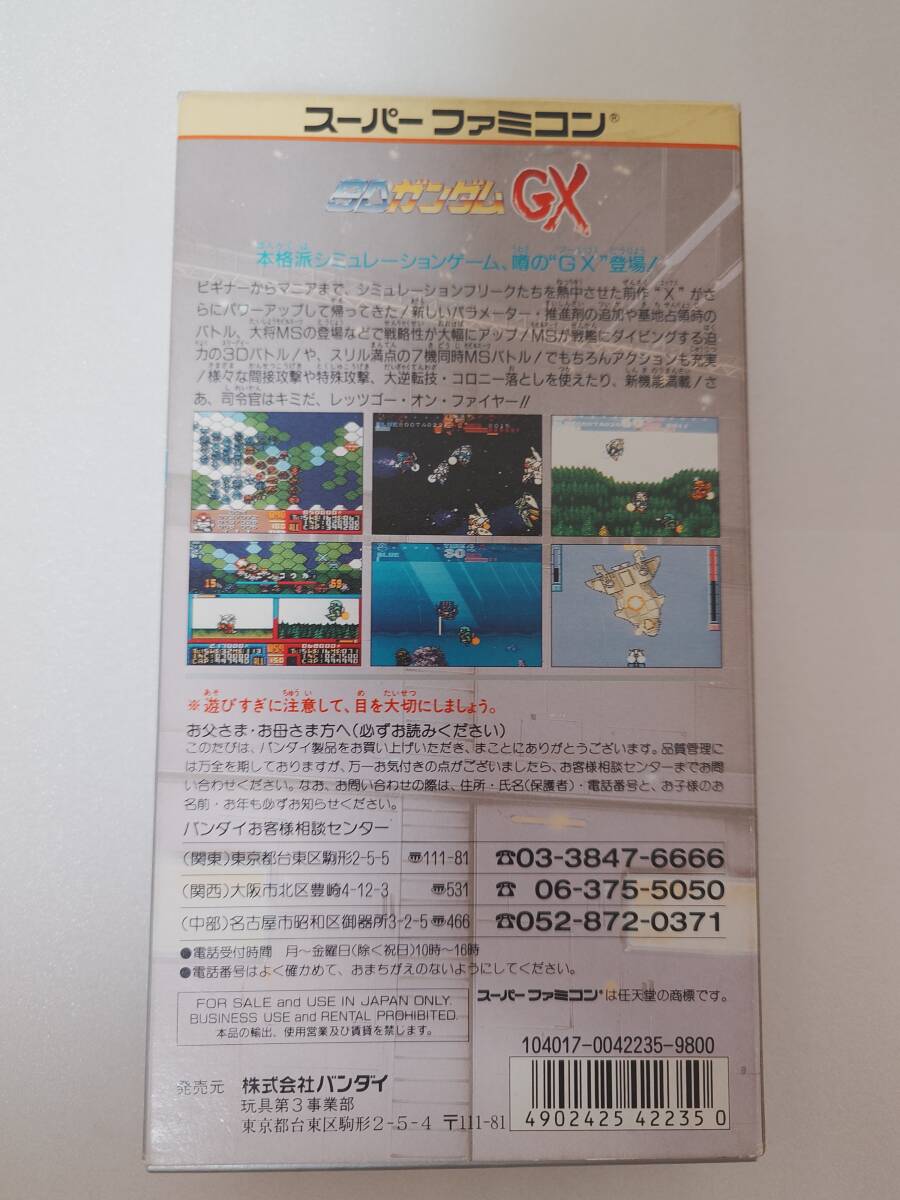 スーパーファミコン®
SDガンダムGX
本格派シミュレーションゲーム、噂の"GX"登場!
ビギナーからマニアまで、シミュレーションフリークたちを熱中させた前作"X"がさ
らにパワーアップして帰ってきた!新しいパラメーター・推進剤の追加や基地占領時の
バトル、大将MSの登場などで戦略性が大幅にアップ!MSが戦艦にダイビングする迫
力の3Dバトル!や、スリル満点の7機同時MSバトル!でもちろんアクションも充実
!様々な間接攻撃や特殊攻撃、大逆転技・コロニー落としを使えたり、新機能満載!さ
あ、司令官はキミだ、レッツゴー・オン・ファイヤー!!
※遊びすぎに注意して、目を大切にしましょう。
お父さま・お母さま方へ(必ずお読みください)
このたびは、バンダイ製品をお買い上げいただき、まことにありがとうございます。品質管理に
は万全を期しておりますが、万一お気付きの点がございましたら、お客様相談センターまでお問
い合わせください。なお、お問い合わせの際は、住所・氏名(保護者)・電話番号と、お子様のお
名前・お年も必ずお知らせください。
バンダイお客様相談センター
(関東)東京都台東区駒形2-5-5 〠111-81 ☎03-3847-6666
(関西)大阪市北区豊崎4-12-3 〠531 ☎ 06-375-5050
(中部)名古屋市昭和区御器所3-2-5 〠466 ☎052-872-0371
●電話受付時間 月〜金曜日(除く祝日)10時〜16時
●電話番号はよく確かめて、おまちがえのないようにしてください。
FOR SALE and USE IN JAPAN ONLY.
BUSINESS USE and RENTAL PROHIBITED.
本品の輸出、使用営業及び賃貸を禁じます。
スーパーファミコン®は任天堂の商標です。
104017-0042235-9800
4902425422350
発売元 株式会社バンダイ
玩具第3事業部
東京都台東区駒形2-5-4 〒111-81